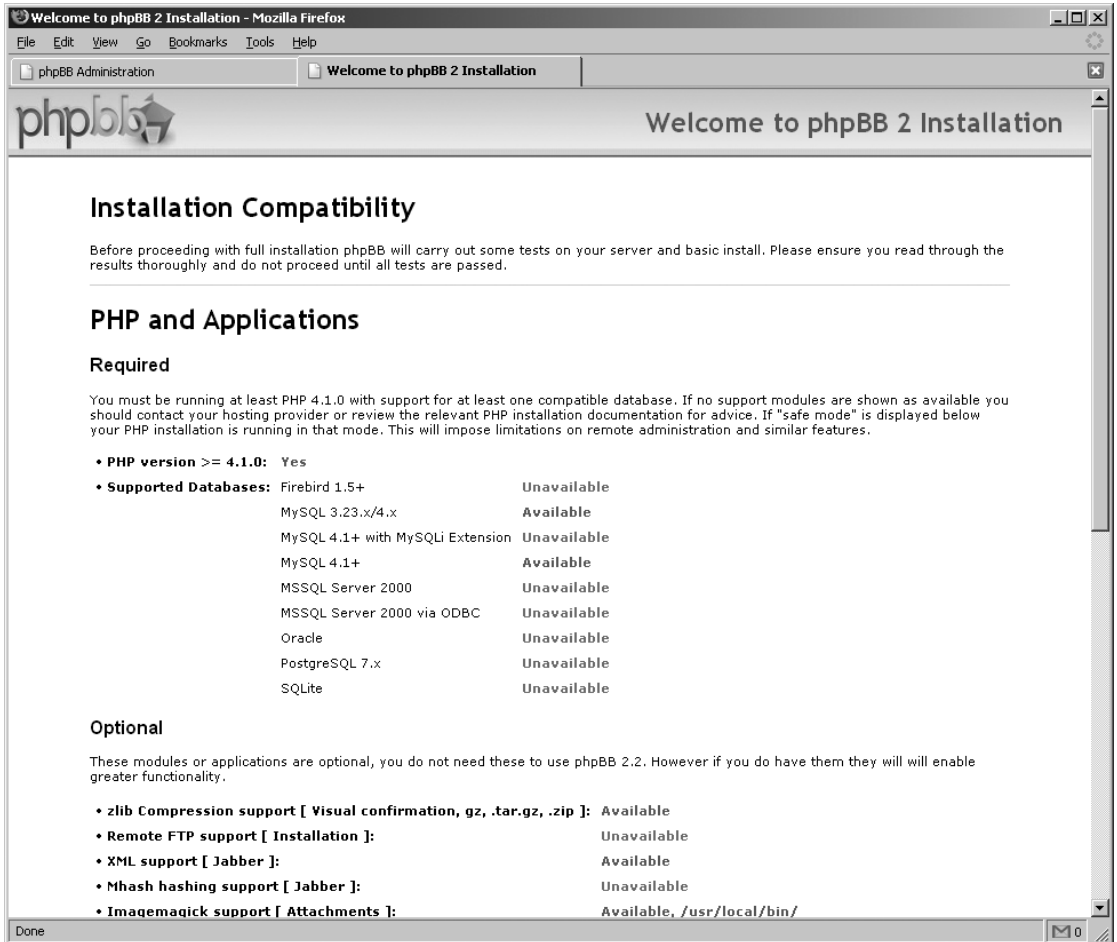 Welcome to phpBB 2 Installation - Mozilla Firefox
File Edit View Go Bookmarks Tools Help
phpBB Administration Welcome to phpBB 2 Installation
phpbb Welcome to phpBB 2 Installation
Installation Compatibility
Before proceeding with full installation phpBB will carry out some tests on your server and basic install. Please ensure you read through the
results thoroughly and do not proceed until all tests are passed.
PHP and Applications
Required
You must be running at least PHP 4.1.0 with support for at least one compatible database. If no support modules are shown as available you
should contact your hosting provider or review the relevant PHP installation documentation for advice. If "safe mode" is displayed below
your PHP installation is running in that mode. This will impose limitations on remote administration and similar features.
• PHP version >= 4.1.0: Yes
• Supported Databases: Firebird 1.5+ Unavailable
MySQL 3.23.x/4.x Available
MySQL 4.1+ with MySQLi Extension Unavailable
MySQL 4.1+ Available
MSSQL Server 2000 Unavailable
MSSQL Server 2000 via ODBC Unavailable
Oracle Unavailable
PostgreSQL 7.x Unavailable
SQLite Unavailable
Optional
These modules or applications are optional, you do not need these to use phpBB 2.2. However if you do have them they will will enable
greater functionality.
• zlib Compression support [ Visual confirmation, gz, .tar.gz, .zip ]: Available
• Remote FTP support [ Installation ]: Unavailable
• XML support [ Jabber ]: Available
• Mhash hashing support [ Jabber ]: Unavailable
• Imagemagick support [ Attachments ]: Available, /usr/local/bin/
Done 0